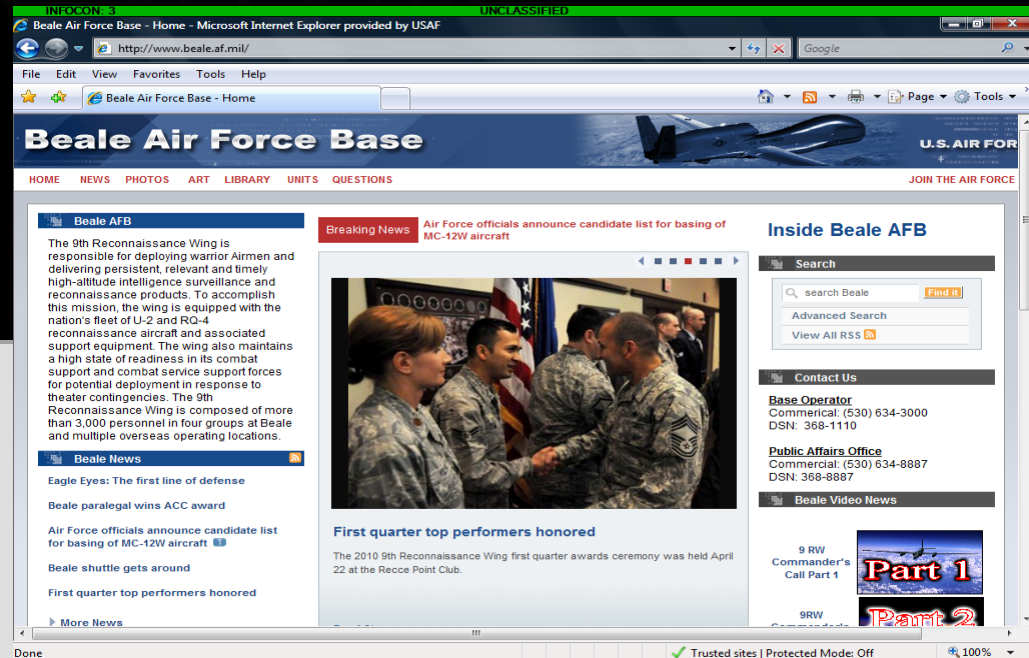 INFOCON: 3
UNCLASSIFIED
Beale Air Force Base - Home - Microsoft Internet Explorer provided by USAF
http://www.beale.af.mil/
Google
File Edit View Favorites Tools Help
Beale Air Force Base - Home
Page Tools
Beale Air Force Base
U.S. AIR FOR
HOME NEWS PHOTOS ART LIBRARY UNITS QUESTIONS
JOIN THE AIR FORCE
Beale AFB
The 9th Reconnaissance Wing is
responsible for deploying warrior Airmen and
delivering persistent, relevant and timely
high-altitude intelligence surveillance and
reconnaissance products. To accomplish
this mission, the wing is equipped with the
nation's fleet of U-2 and RQ-4
reconnaissance aircraft and associated
support equipment. The wing also maintains
a high state of readiness in its combat
support and combat service support forces
for potential deployment in response to
theater contingencies. The 9th
Reconnaissance Wing is composed of more
than 3,000 personnel in four groups at Beale
and multiple overseas operating locations.
Beale News
Eagle Eyes: The first line of defense
Beale paralegal wins ACC award
Air Force officials announce candidate list
for basing of MC-12W aircraft
Beale shuttle gets around
First quarter top performers honored
More News
Breaking News
Air Force officials announce candidate list for basing of
MC-12W aircraft
First quarter top performers honored
The 2010 9th Reconnaissance Wing first quarter awards ceremony was held April
22 at the Recce Point Club.
Inside Beale AFB
Search
search Beale
Find it
Advanced Search
View All RSS
Contact Us
Base Operator
Commerical: (530) 634-3000
DSN: 368-1110
Public Affairs Office
Commercial: (530) 634-8887
DSN: 368-8887
Beale Video News
9 RW
Commander's
Call Part 1
Part 1
9RW
Part 2
Done
Trusted sites | Protected Mode: Off
100%